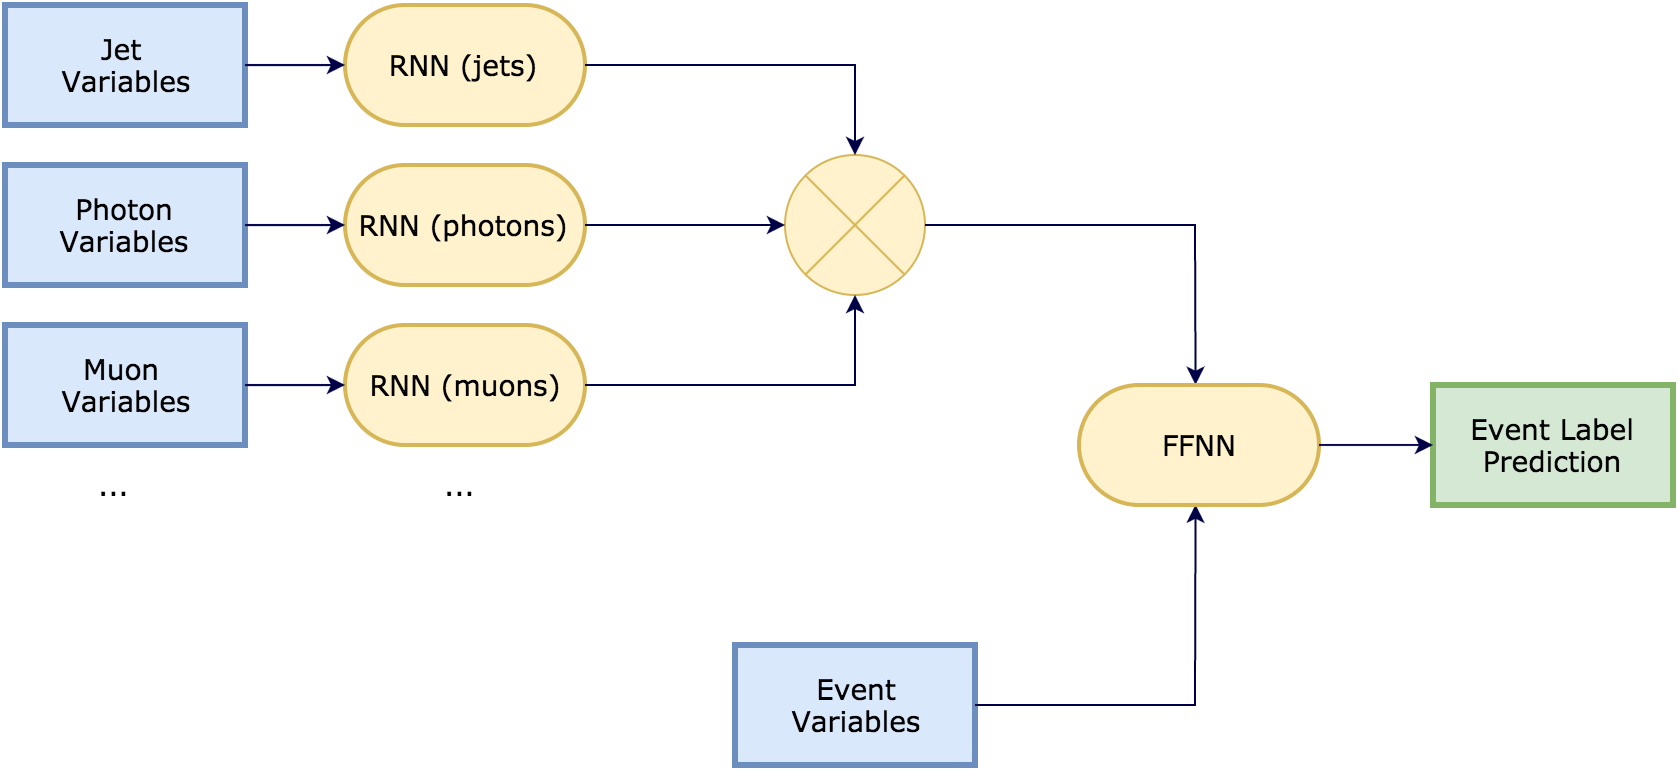 Jet
Variables
RNN (jets)
Photon
Variables
RNN (photons)
Muon
Variables
RNN (muons)
...
...
FFNN
Event Label
Prediction
Event
Variables